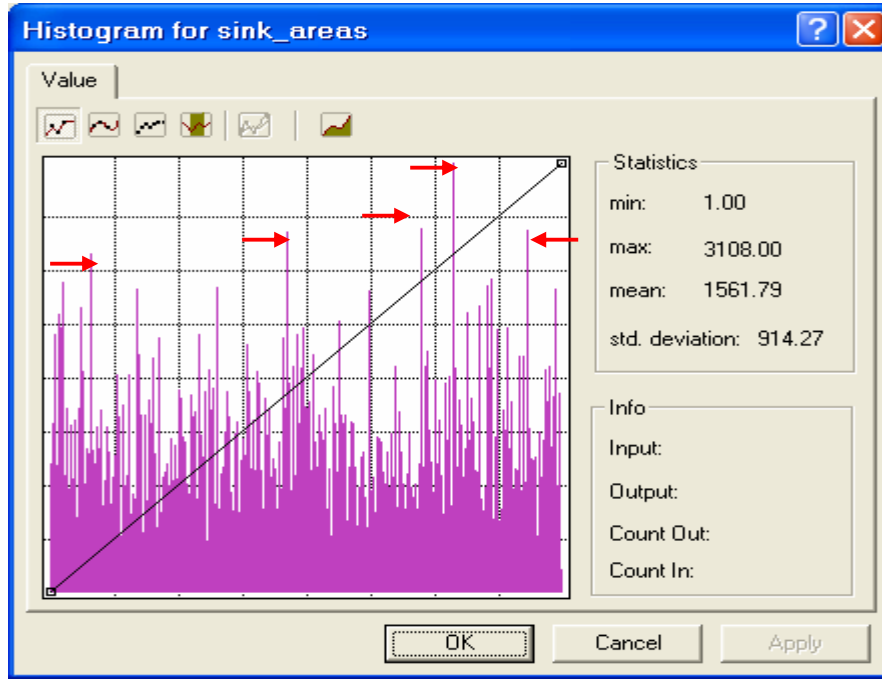 Histogram for sink_areas
Value
Statistics
min: 1.00
max: 3108.00
mean: 1561.79
std. deviation: 914.27
Info
Input:
Output:
Count Out:
Count In:
OK Cancel Apply